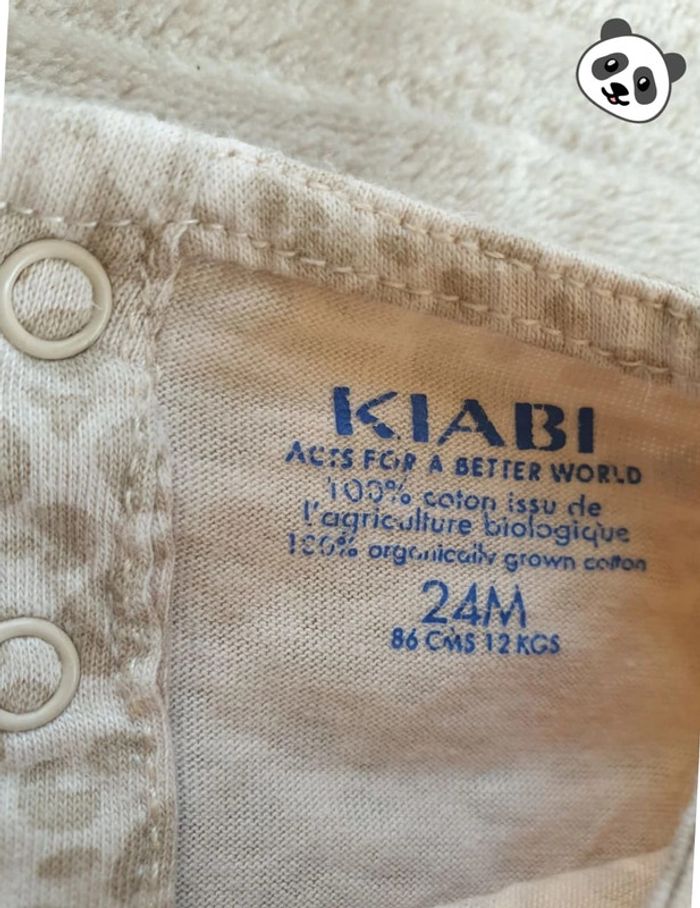 KIABI
ACTS FOR A BETTER WORLD
100% coton issu de
l'agriculture biologique
100% organically grown cotton
24M
86 CMS 12 KGS